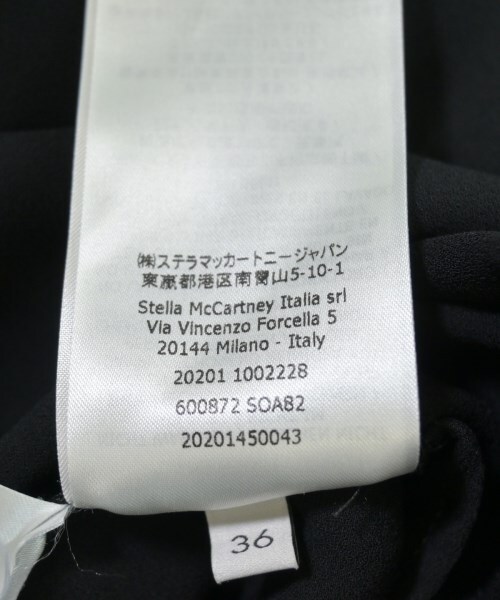 ㈱ステラマッカートニージャパン
東京都港区南青山5-10-1
Stella McCartney Italia srl
Via Vincenzo Forcella 5
20144 Milano - Italy
20201 1002228
600872 SOA82
20201450043
36